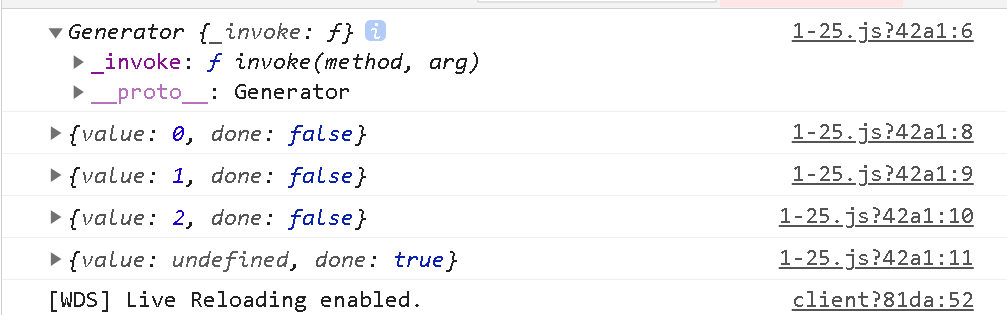 Generator {_invoke: ƒ} i 1-25.js?42a1:6
_invoke: ƒ invoke(method, arg)
__proto__: Generator
{value: 0, done: false} 1-25.js?42a1:8
{value: 1, done: false} 1-25.js?42a1:9
{value: 2, done: false} 1-25.js?42a1:10
{value: undefined, done: true} 1-25.js?42a1:11
[WDS] Live Reloading enabled. client?81da:52